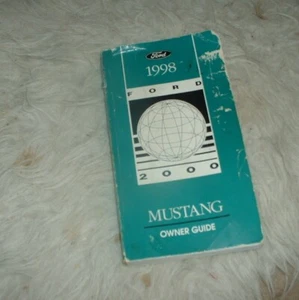 Ford
1998
FORD
2000
MUSTANG
OWNER GUIDE